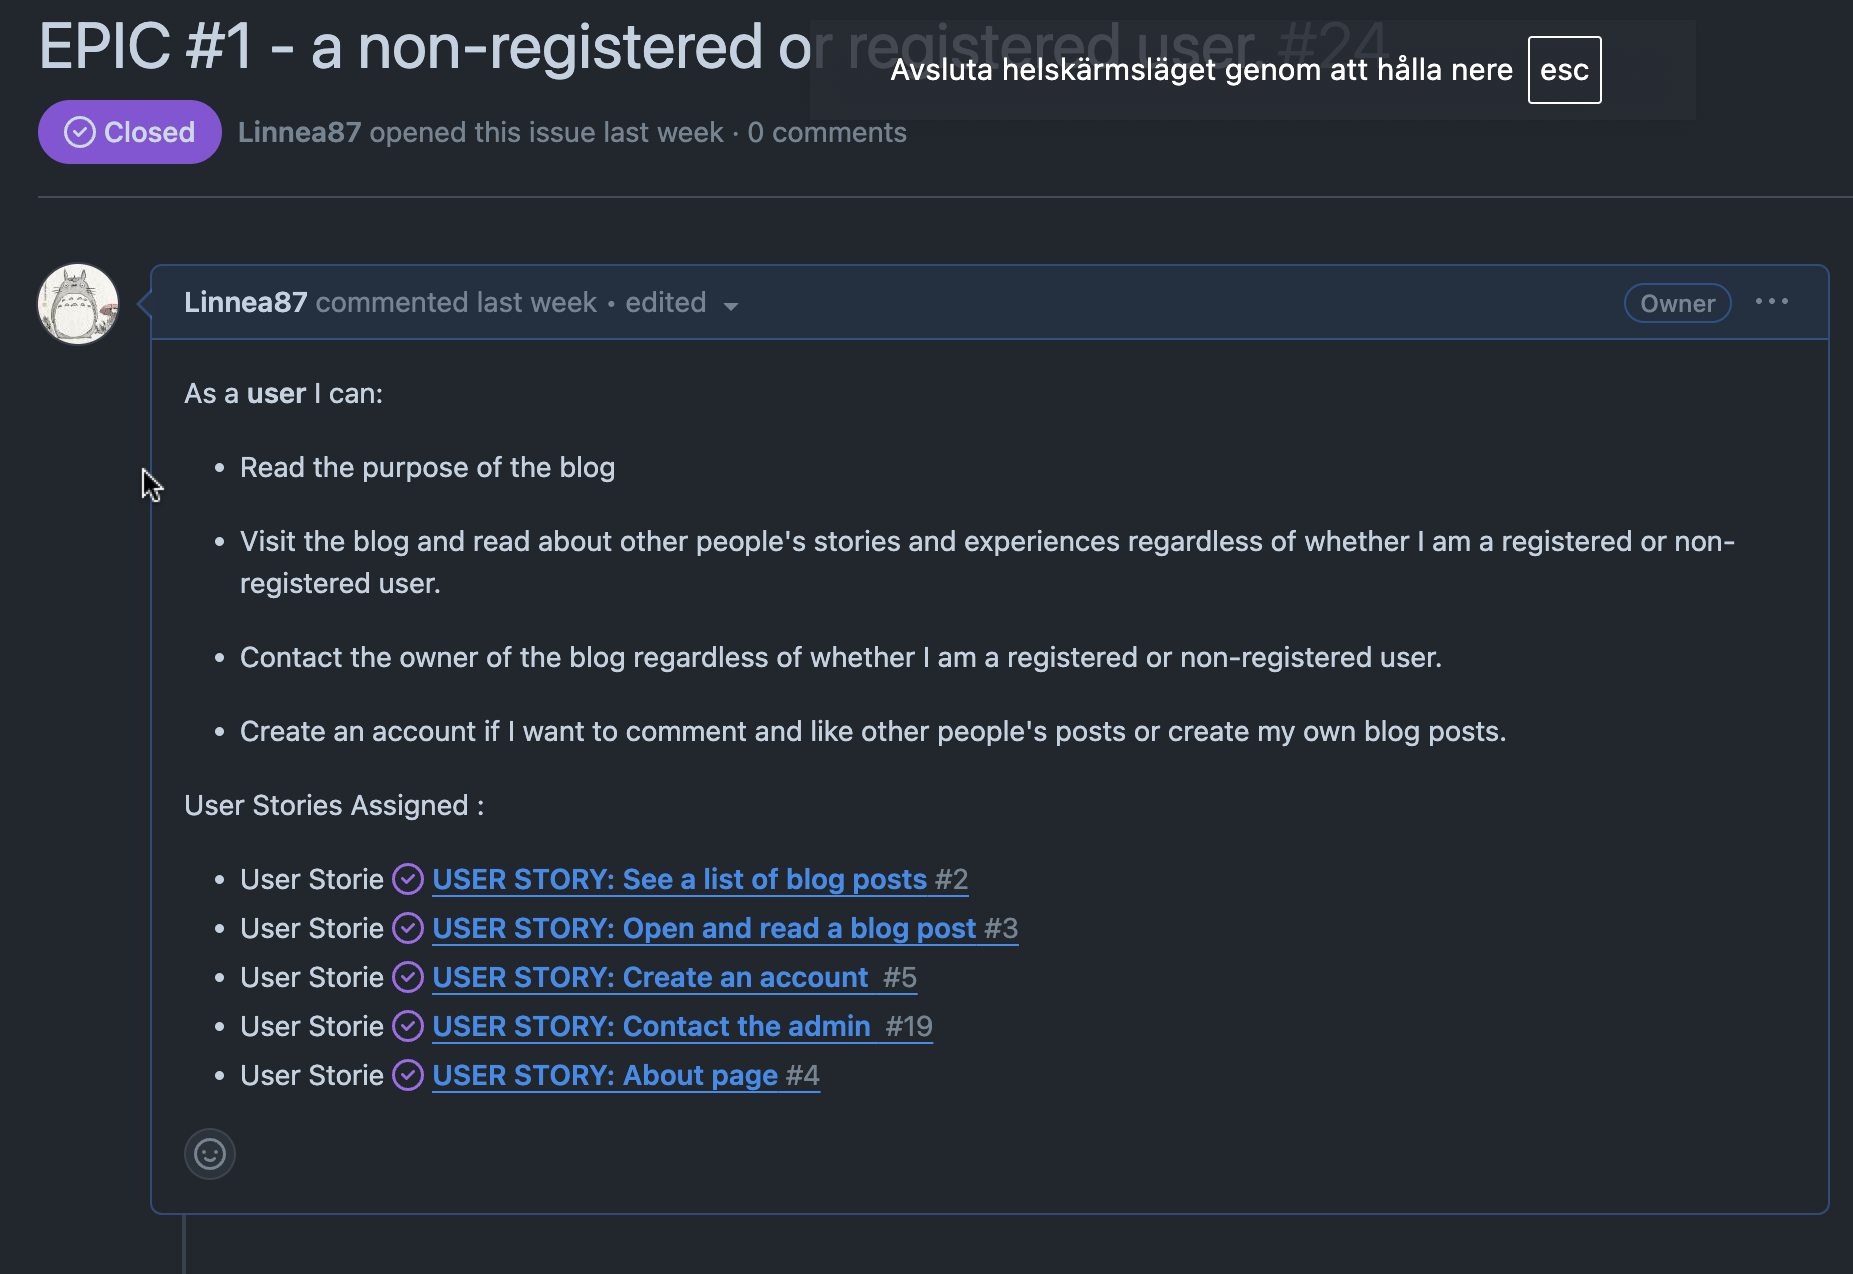 EPIC #1 - a non-registered or registered user. #24
Avsluta helskärmsläget genom att hålla nere esc
Closed Linnea87 opened this issue last week · 0 comments
Linnea87 commented last week • edited Owner
As a user I can:
Read the purpose of the blog
Visit the blog and read about other people's stories and experiences regardless of whether I am a registered or non-
registered user.
Contact the owner of the blog regardless of whether I am a registered or non-registered user.
Create an account if I want to comment and like other people's posts or create my own blog posts.
User Stories Assigned :
User Storie USER STORY: See a list of blog posts #2
User Storie USER STORY: Open and read a blog post #3
User Storie USER STORY: Create an account #5
User Storie USER STORY: Contact the admin #19
User Storie USER STORY: About page #4